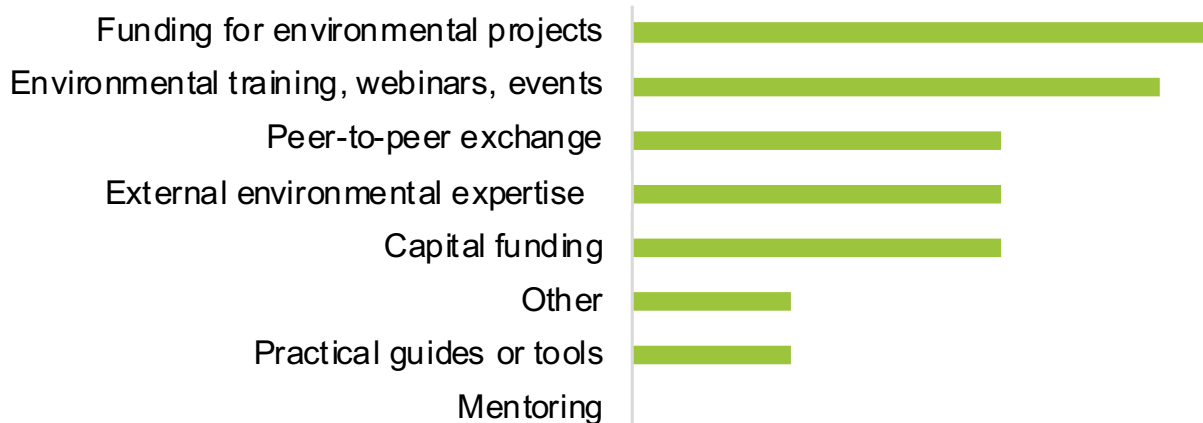 Funding for environmental projects
Environmental training, webinars, events
Peer-to-peer exchange
External environmental expertise
Capital funding
Other
Practical guides or tools
Mentoring